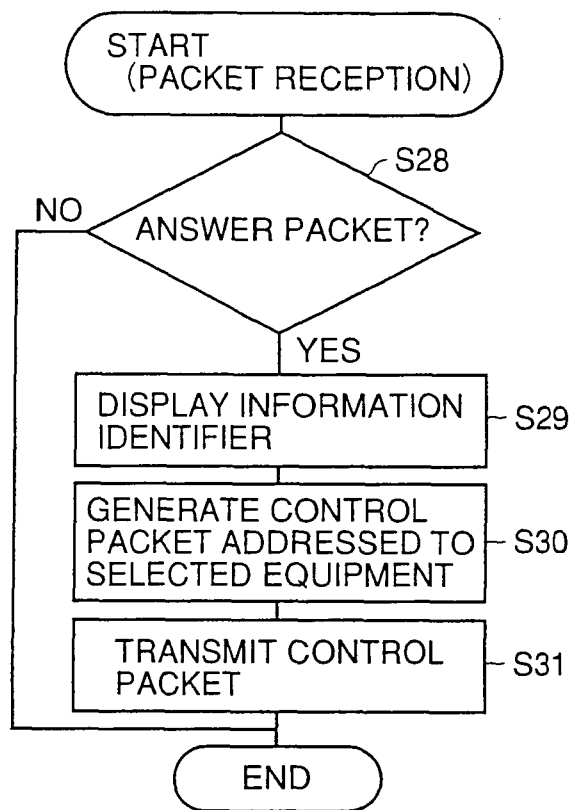 START
(PACKET RECEPTION)
S28
NO
ANSWER PACKET?
YES
DISPLAY INFORMATION
IDENTIFIER
S29
GENERATE CONTROL
PACKET ADDRESSED TO
SELECTED EQUIPMENT
S30
TRANSMIT CONTROL
PACKET
S31
END